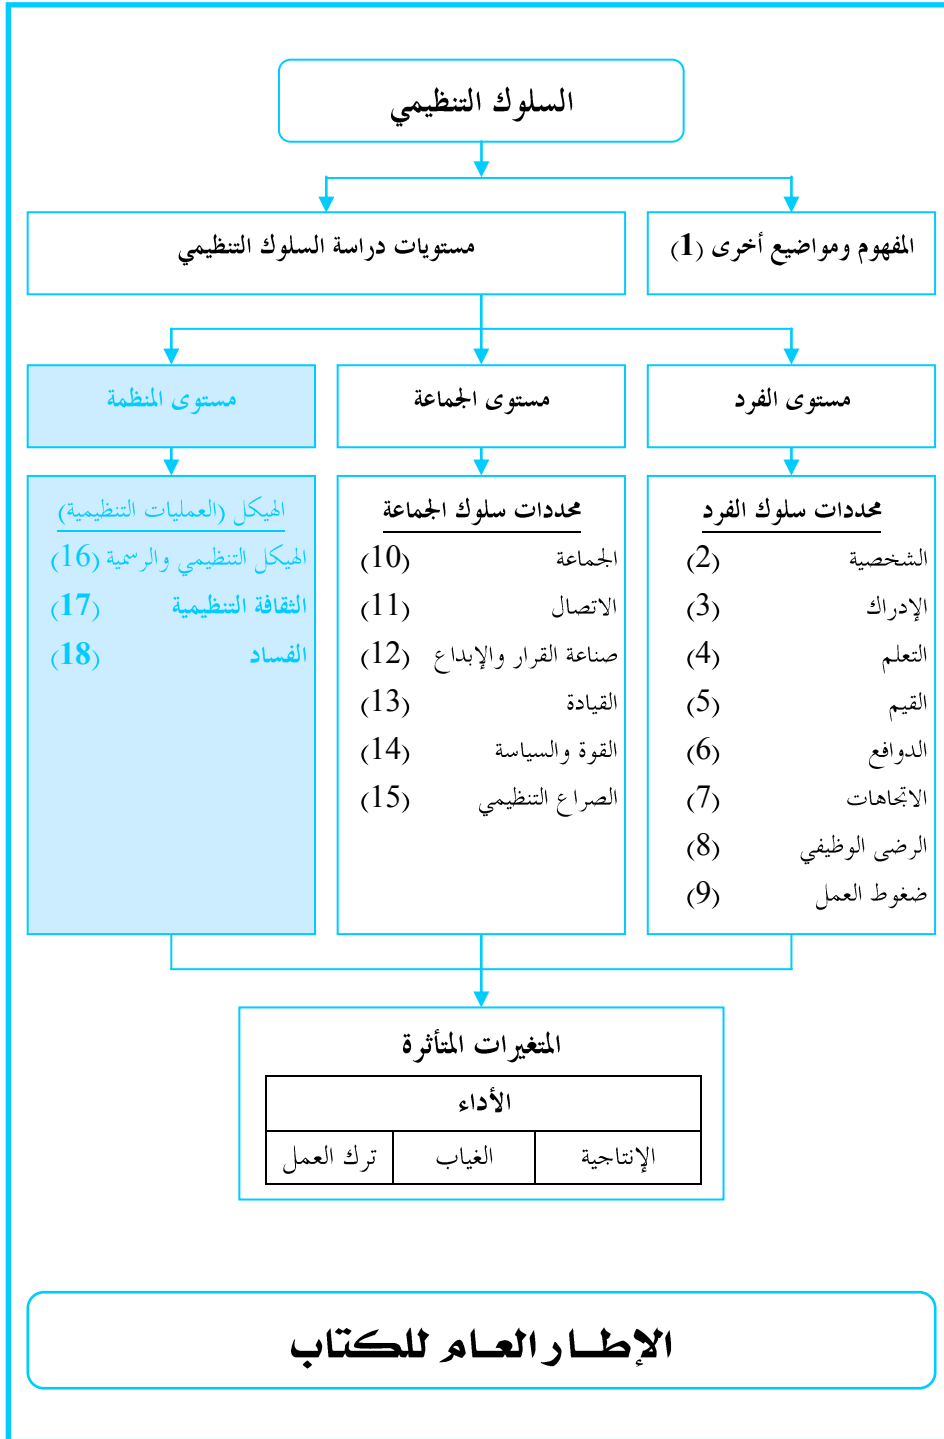 السلوك التنظيمي
المفهوم ومواضيع أخرى (1)
مستويات دراسة السلوك التنظيمي
مستوى الفرد
مستوى الجماعة
مستوى المنظمة
محددات سلوك الفرد
الشخصية (2)
الإدراك (3)
التعلم (4)
القيم (5)
الدوافع (6)
الاتجاهات (7)
الرضى الوظيفي (8)
ضغوط العمل (9)
محددات سلوك الجماعة
الجماعة (10)
الاتصال (11)
صناعة القرار والإبداع (12)
القيادة (13)
القوة والسياسة (14)
الصراع التنظيمي (15)
الهيكل (العمليات التنظيمية)
الهيكل التنظيمي والرسمية (16)
الثقافة التنظيمية (17)
الفساد (18)
المتغيرات المتأثرة
الأداء
الإنتاجية
الغياب
ترك العمل
الإطــار العـام للكتاب